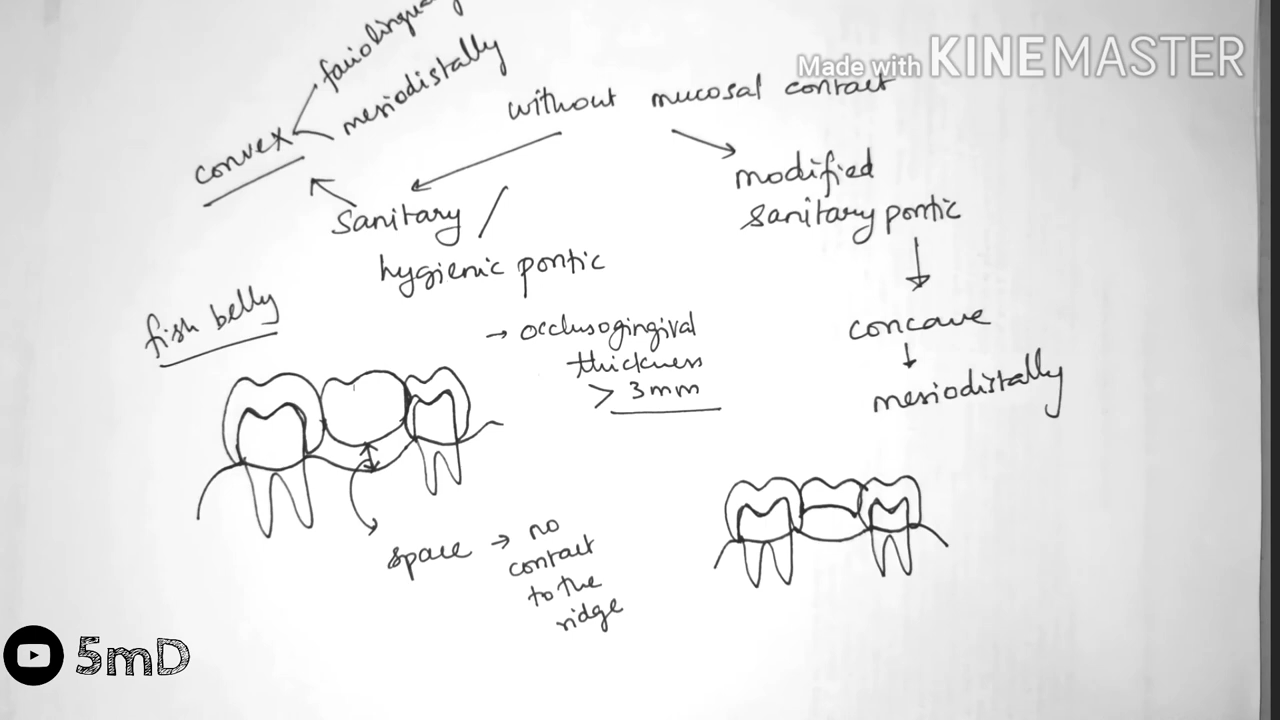 Made with KINEMASTER
faciolingually
mesiodistally
convex
without mucosal contact
sanitary /
hygienic pontic
modified
sanitary pontic
concave
mesiodistally
fish belly
→ occlusogingival
thickness
> 3mm
space → no
contact
to the
ridge
5mD